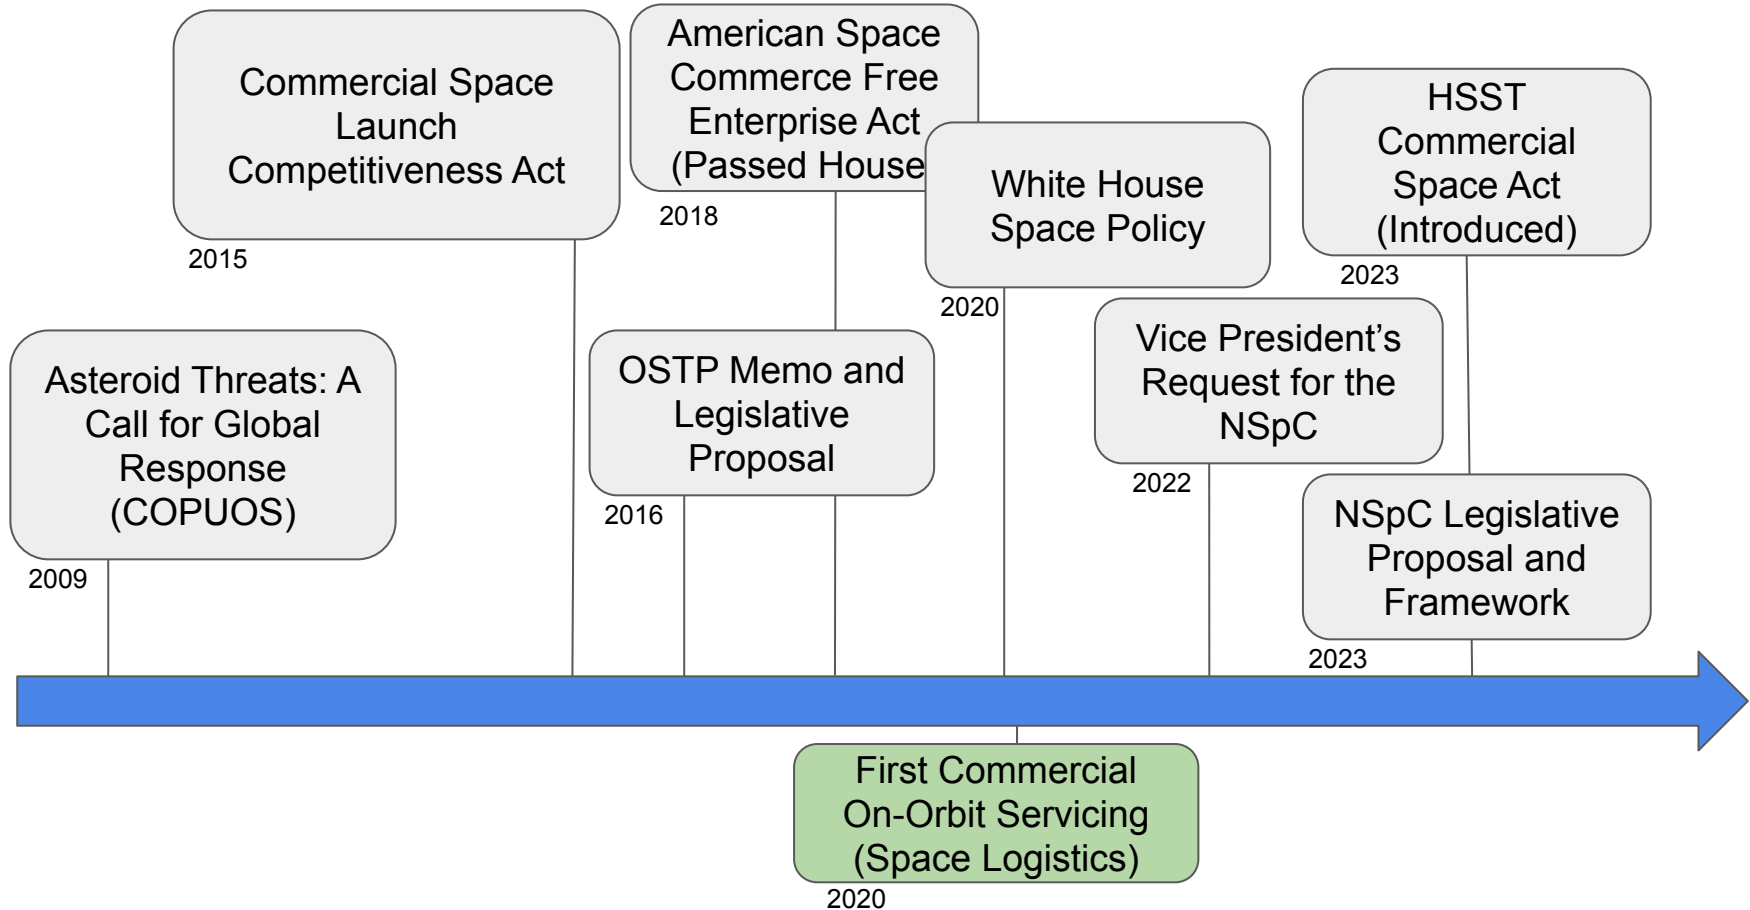 Commercial Space
Launch
Competitiveness Act
2015
American Space
Commerce Free
Enterprise Act
(Passed House
2018
White House
Space Policy
2020
HSST
Commercial
Space Act
(Introduced)
2023
Asteroid Threats: A
Call for Global
Response
(COPUOS)
2009
OSTP Memo and
Legislative
Proposal
2016
Vice President’s
Request for the
NSpC
2022
NSpC Legislative
Proposal and
Framework
2023
First Commercial
On-Orbit Servicing
(Space Logistics)
2020